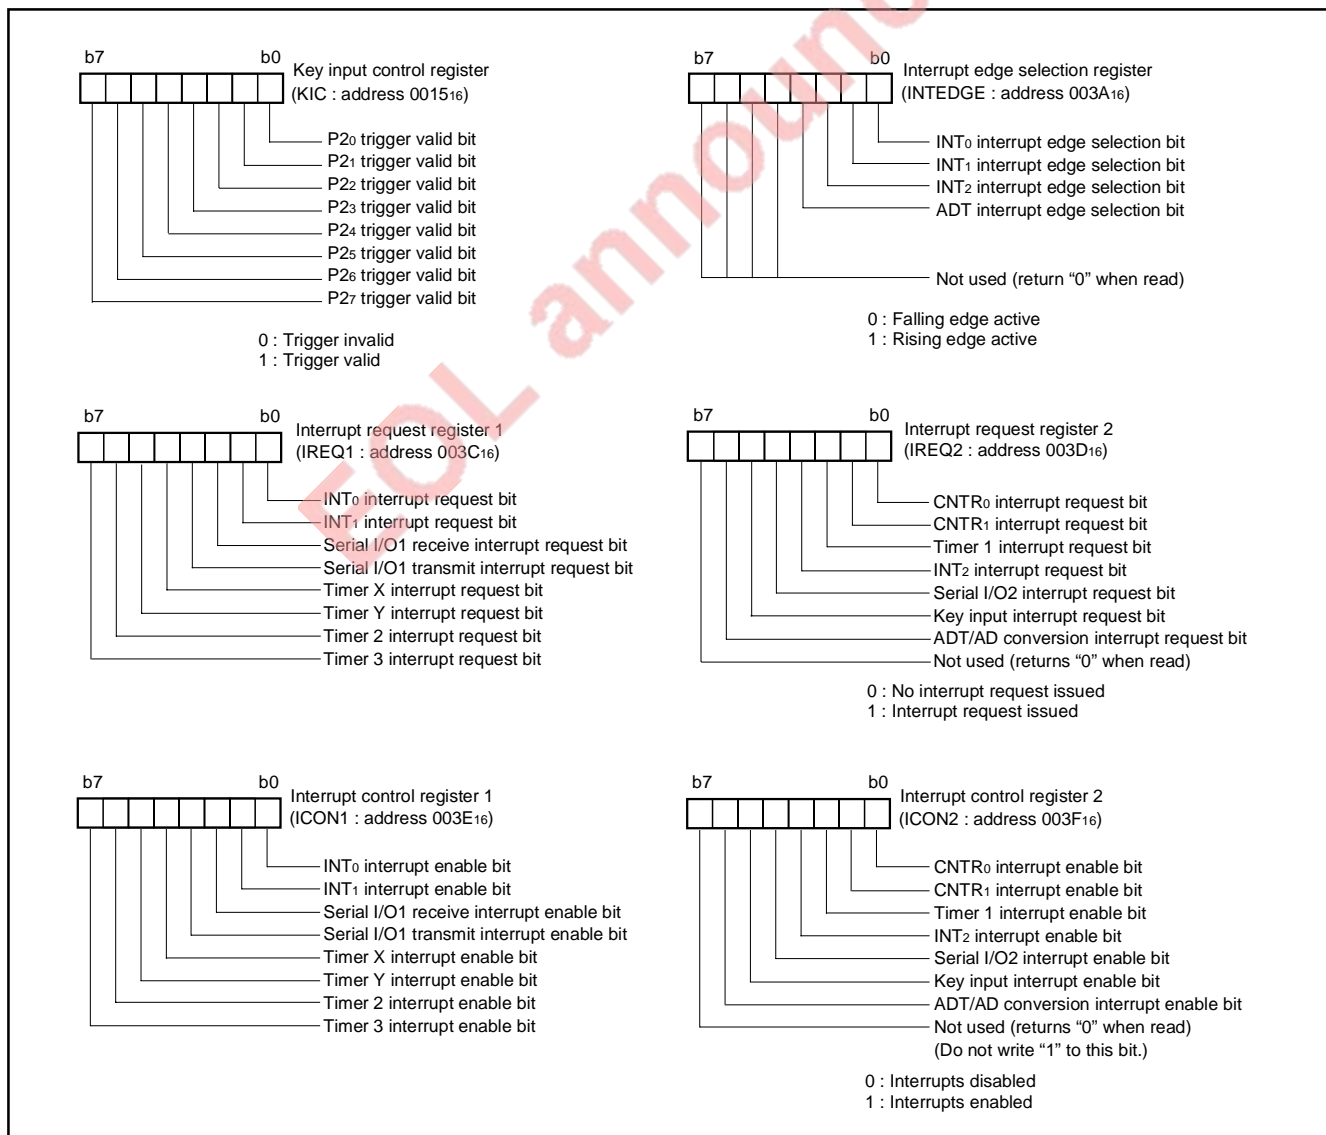 b7 b0
Key input control register
(KIC : address 0015₁₆)
P2₀ trigger valid bit
P2₁ trigger valid bit
P2₂ trigger valid bit
P2₃ trigger valid bit
P2₄ trigger valid bit
P2₅ trigger valid bit
P2₆ trigger valid bit
P2₇ trigger valid bit
0 : Trigger invalid
1 : Trigger valid
b7 b0
Interrupt edge selection register
(INTEDGE : address 003A₁₆)
INT₀ interrupt edge selection bit
INT₁ interrupt edge selection bit
INT₂ interrupt edge selection bit
ADT interrupt edge selection bit
Not used (return “0” when read)
0 : Falling edge active
1 : Rising edge active
b7 b0
Interrupt request register 1
(IREQ1 : address 003C₁₆)
INT₀ interrupt request bit
INT₁ interrupt request bit
Serial I/O1 receive interrupt request bit
Serial I/O1 transmit interrupt request bit
Timer X interrupt request bit
Timer Y interrupt request bit
Timer 2 interrupt request bit
Timer 3 interrupt request bit
b7 b0
Interrupt request register 2
(IREQ2 : address 003D₁₆)
CNTR₀ interrupt request bit
CNTR₁ interrupt request bit
Timer 1 interrupt request bit
INT₂ interrupt request bit
Serial I/O2 interrupt request bit
Key input interrupt request bit
ADT/AD conversion interrupt request bit
Not used (returns “0” when read)
0 : No interrupt request issued
1 : Interrupt request issued
b7 b0
Interrupt control register 1
(ICON1 : address 003E₁₆)
INT₀ interrupt enable bit
INT₁ interrupt enable bit
Serial I/O1 receive interrupt enable bit
Serial I/O1 transmit interrupt enable bit
Timer X interrupt enable bit
Timer Y interrupt enable bit
Timer 2 interrupt enable bit
Timer 3 interrupt enable bit
b7 b0
Interrupt control register 2
(ICON2 : address 003F₁₆)
CNTR₀ interrupt enable bit
CNTR₁ interrupt enable bit
Timer 1 interrupt enable bit
INT₂ interrupt enable bit
Serial I/O2 interrupt enable bit
Key input interrupt enable bit
ADT/AD conversion interrupt enable bit
Not used (returns “0” when read)
(Do not write “1” to this bit.)
0 : Interrupts disabled
1 : Interrupts enabled
EOL